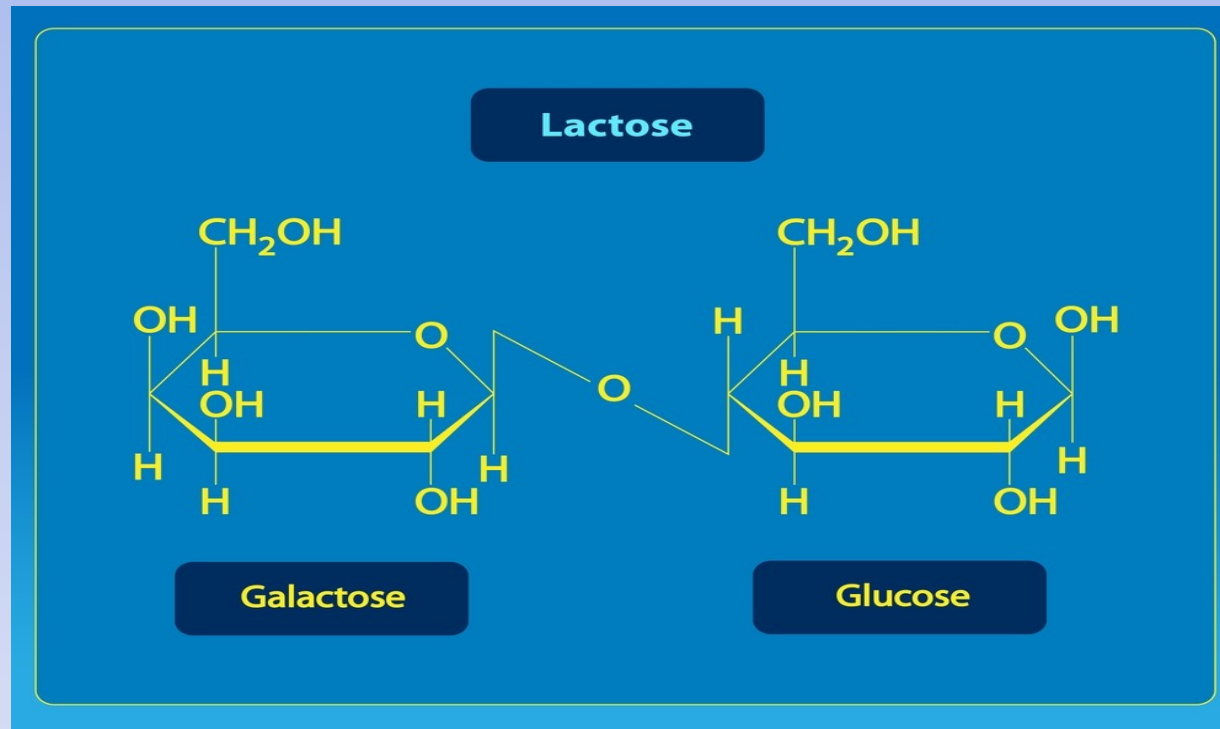 Lactose
CH₂OH CH₂OH
OH O H O OH
H H
O
OH H OH H
H H H
H OH H OH
Galactose Glucose